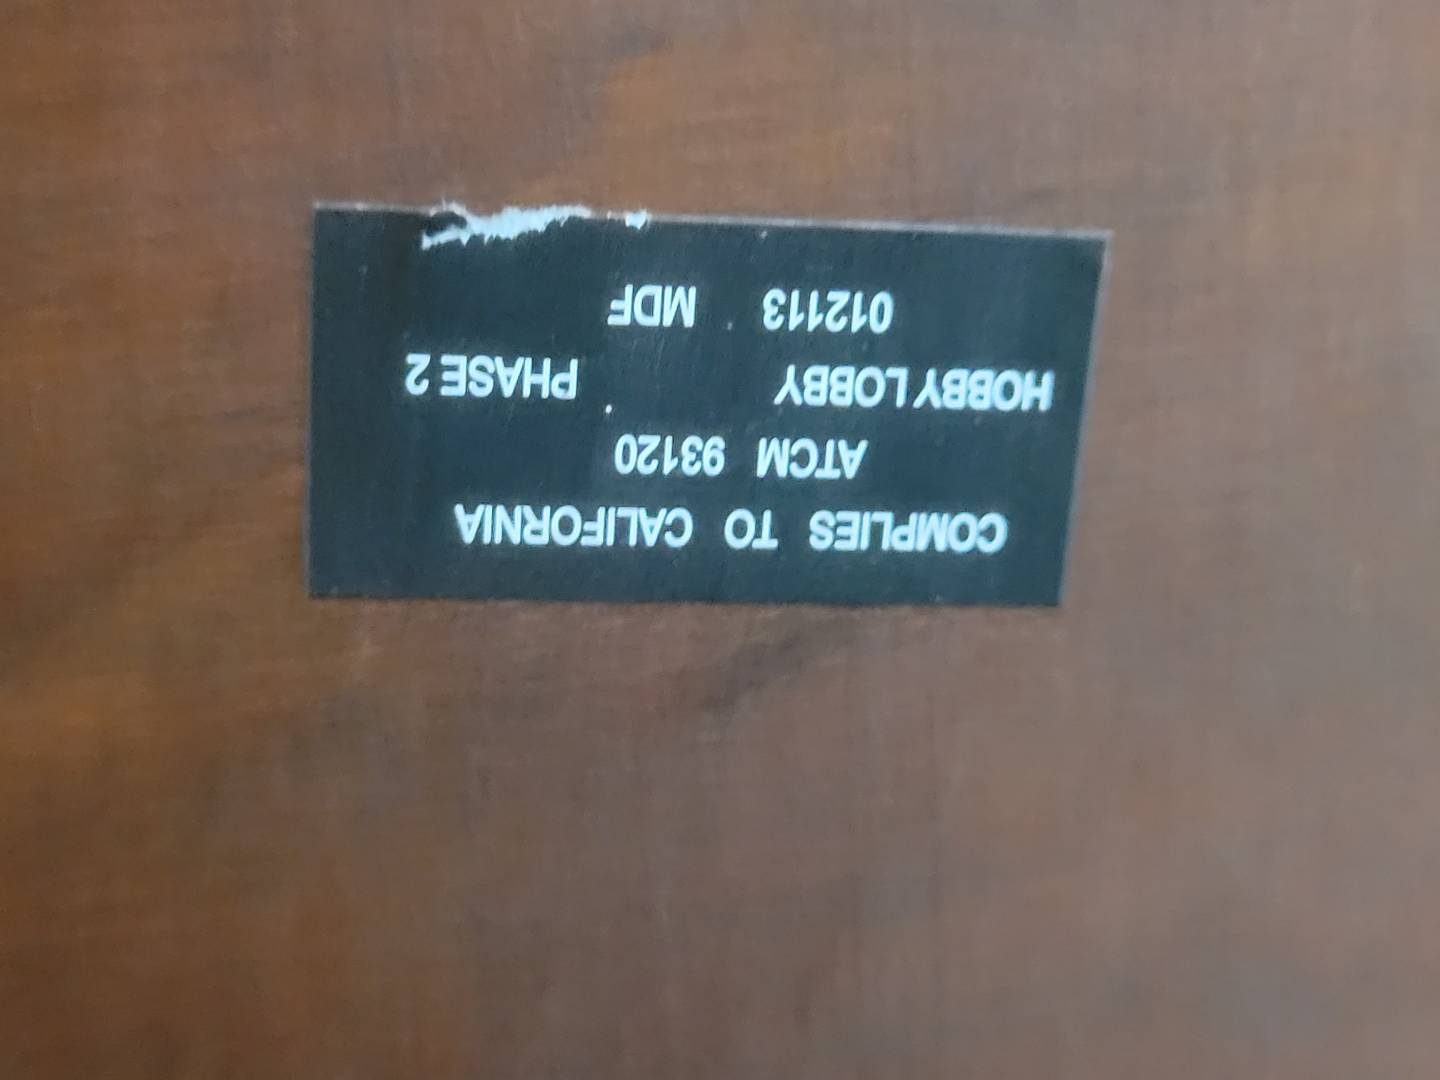 COMPLIES TO CALIFORNIA
ATCM 93120
HOBBY LOBBY PHASE 2
012113 MDF